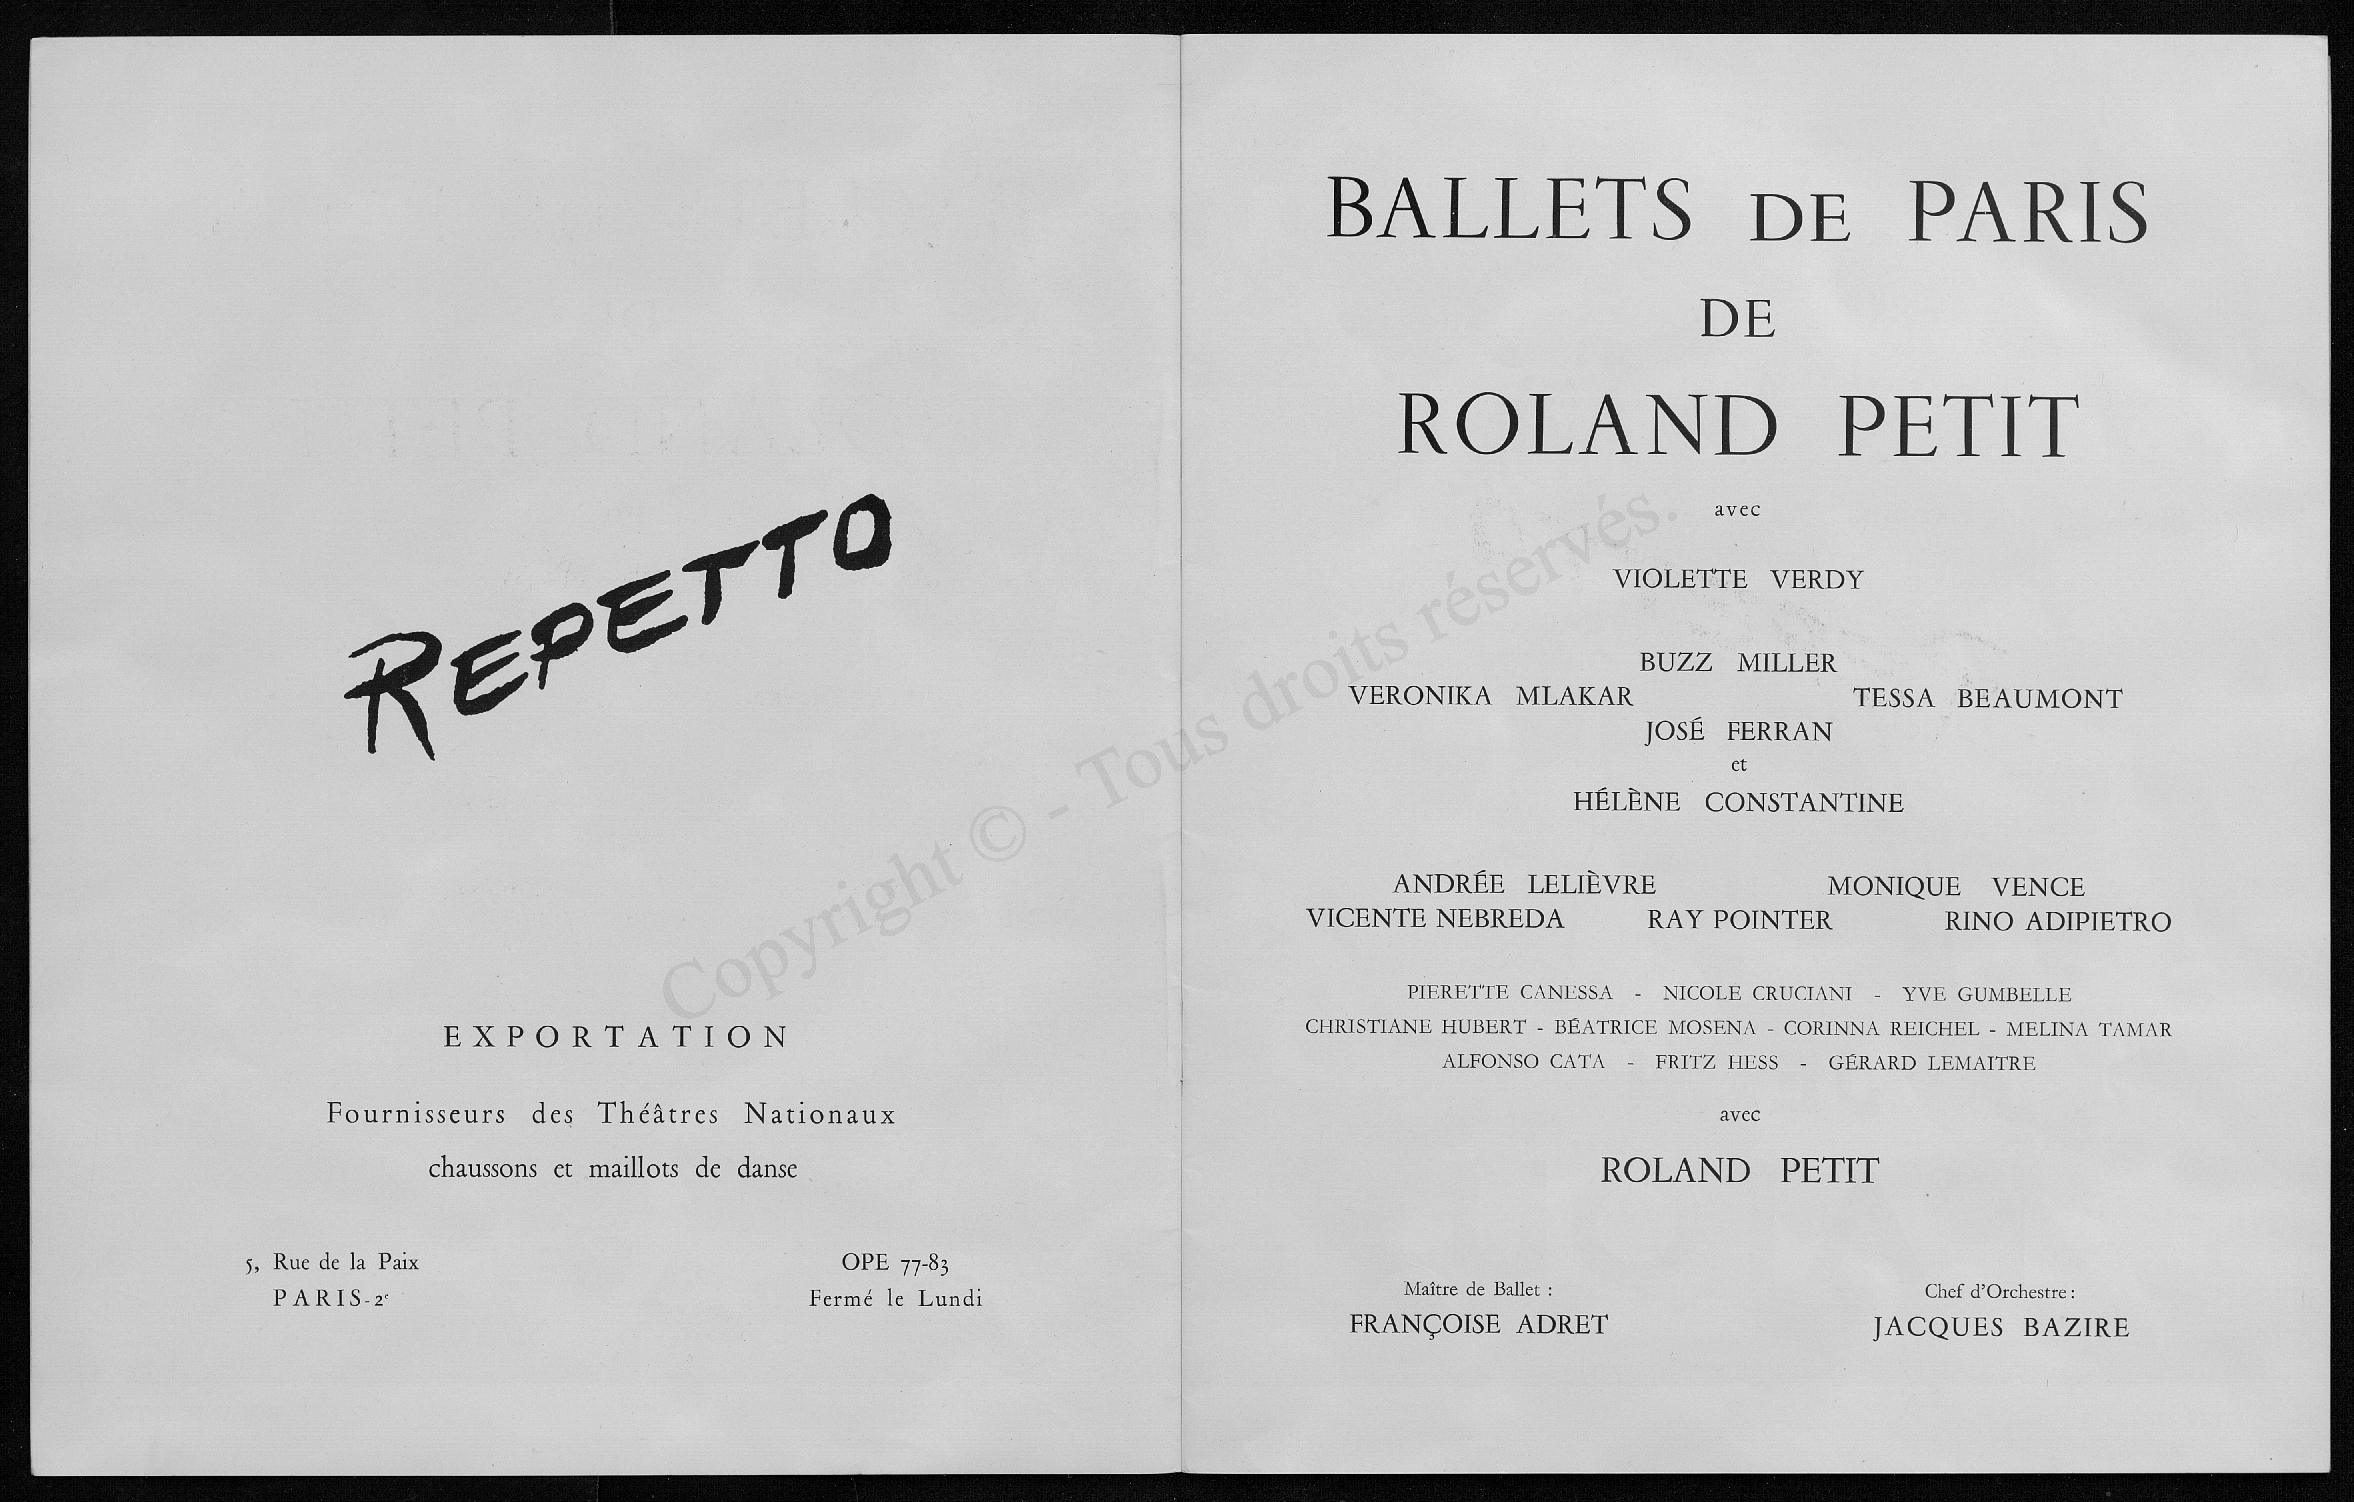 REPETTO
EXPORTATION
Fournisseurs des Théâtres Nationaux
chaussons et maillots de danse
5, Rue de la Paix
PARIS-2e
OPE 77-83
Fermé le Lundi
BALLETS DE PARIS
DE
ROLAND PETIT
avec
VIOLETTE VERDY
BUZZ MILLER
VERONIKA MLAKAR TESSA BEAUMONT
JOSÉ FERRAN
et
HÉLÈNE CONSTANTINE
ANDRÉE LELIÈVRE MONIQUE VENCE
VICENTE NEBREDA RAY POINTER RINO ADIPIETRO
PIERETTE CANESSA - NICOLE CRUCIANI - YVE GUMBELLE
CHRISTIANE HUBERT - BÉATRICE MOSENA - CORINNA REICHEL - MELINA TAMAR
ALFONSO CATA - FRITZ HESS - GÉRARD LEMAITRE
avec
ROLAND PETIT
Maître de Ballet :
FRANÇOISE ADRET
Chef d'Orchestre :
JACQUES BAZIRE
Copyright © - Tous droits réservés.